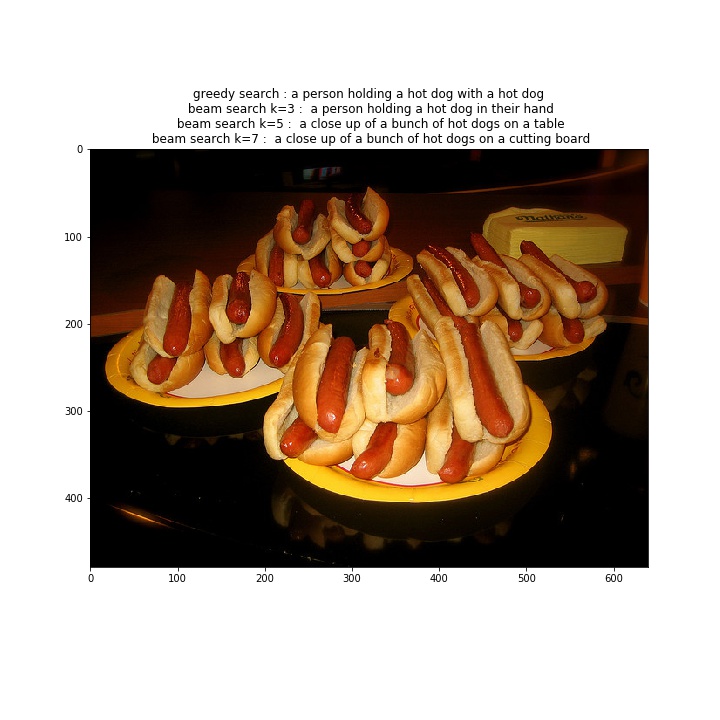 greedy search : a person holding a hot dog with a hot dog
beam search k=3 :  a person holding a hot dog in their hand
beam search k=5 :  a close up of a bunch of hot dogs on a table
beam search k=7 :  a close up of a bunch of hot dogs on a cutting board
0
100
200
300
400
0 100 200 300 400 500 600
Nathan's